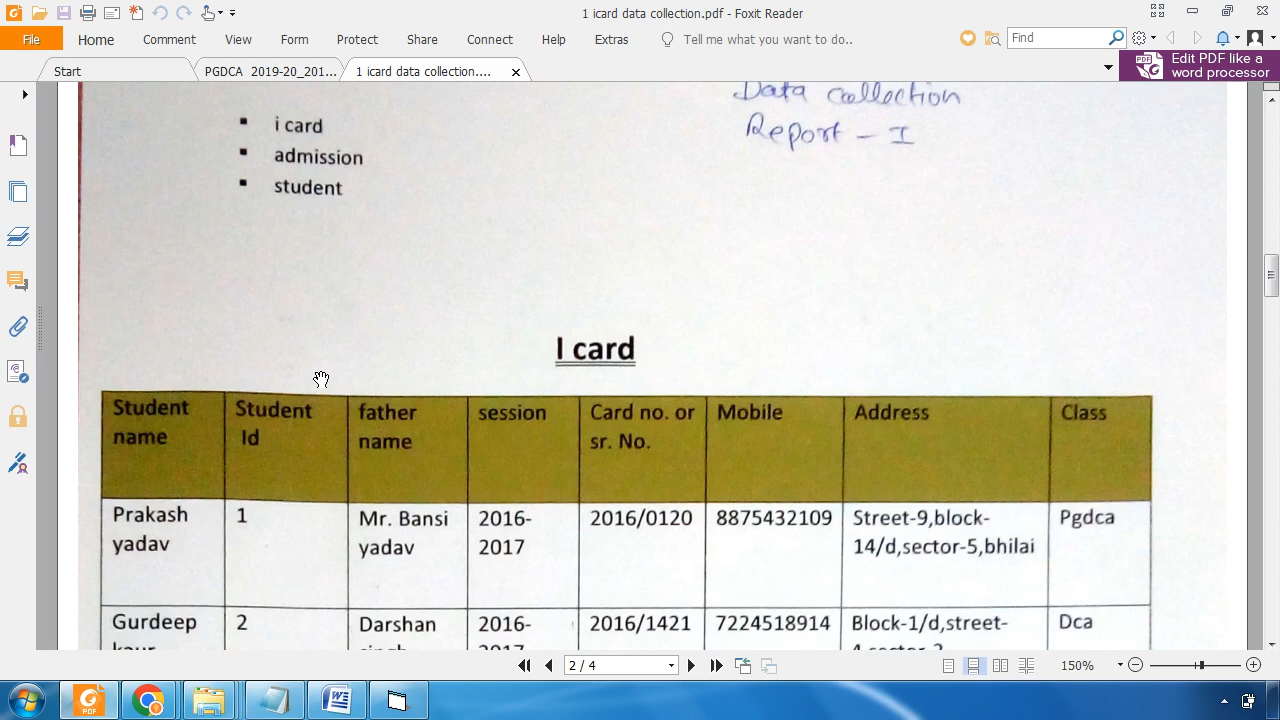 1 icard data collection.pdf - Foxit Reader
File Home Comment View Form Protect Share Connect Help Extras Tell me what you want to do.. Find
Start PGDCA 2019-20_201... 1 icard data collection.... Edit PDF like a
word processor
Data collection
Report - I
i card
admission
student
I card
Student name Student Id father name session Card no. or sr. No. Mobile Address Class
Prakash 1 Mr. Bansi 2016- 2016/0120 8875432109 Street-9,block- Pgdca
yadav yadav 2017 14/d,sector-5,bhilai
Gurdeep 2 Darshan 2016- 2016/1421 7224518914 Block-1/d,street- Dca
2 / 4 150%
PDF